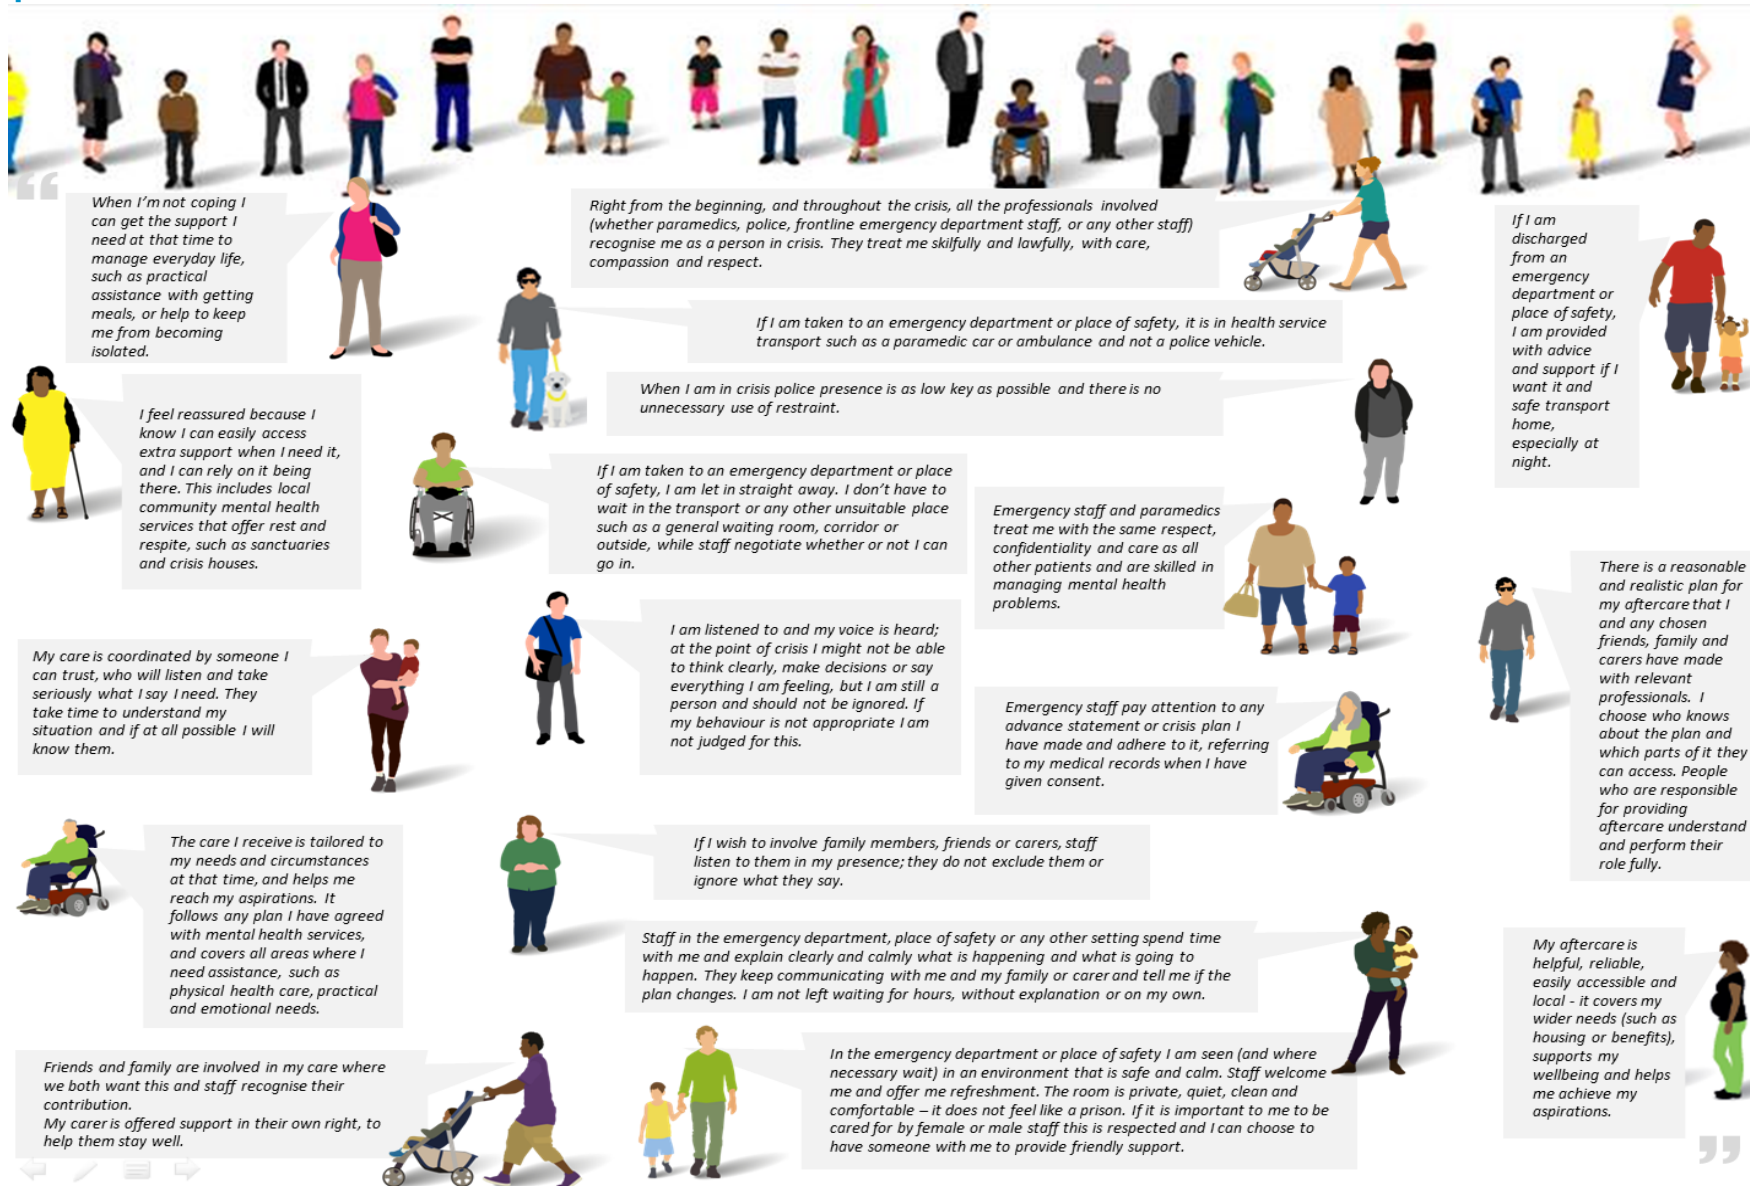 “
When I’m not coping I
can get the support I
need at that time to
manage everyday life,
such as practical
assistance with getting
meals, or help to keep
me from becoming
isolated.
Right from the beginning, and throughout the crisis, all the professionals involved
(whether paramedics, police, frontline emergency department staff, or any other staff)
recognise me as a person in crisis. They treat me skilfully and lawfully, with care,
compassion and respect.
If I am
discharged
from an
emergency
department or
place of safety,
I am provided
with advice
and support if I
want it and
safe transport
home,
especially at
night.
If I am taken to an emergency department or place of safety, it is in health service
transport such as a paramedic car or ambulance and not a police vehicle.
When I am in crisis police presence is as low key as possible and there is no
unnecessary use of restraint.
I feel reassured because I
know I can easily access
extra support when I need it,
and I can rely on it being
there. This includes local
community mental health
services that offer rest and
respite, such as sanctuaries
and crisis houses.
If I am taken to an emergency department or place
of safety, I am let in straight away. I don’t have to
wait in the transport or any other unsuitable place
such as a general waiting room, corridor or
outside, while staff negotiate whether or not I can
go in.
Emergency staff and paramedics
treat me with the same respect,
confidentiality and care as all
other patients and are skilled in
managing mental health
problems.
There is a reasonable
and realistic plan for
my aftercare that I
and any chosen
friends, family and
carers have made
with relevant
professionals. I
choose who knows
about the plan and
which parts of it they
can access. People
who are responsible
for providing
aftercare understand
and perform their
role fully.
My care is coordinated by someone I
can trust, who will listen and take
seriously what I say I need. They
take time to understand my
situation and if at all possible I will
know them.
I am listened to and my voice is heard;
at the point of crisis I might not be able
to think clearly, make decisions or say
everything I am feeling, but I am still a
person and should not be ignored. If
my behaviour is not appropriate I am
not judged for this.
Emergency staff pay attention to any
advance statement or crisis plan I
have made and adhere to it, referring
to my medical records when I have
given consent.
The care I receive is tailored to
my needs and circumstances
at that time, and helps me
reach my aspirations. It
follows any plan I have agreed
with mental health services,
and covers all areas where I
need assistance, such as
physical health care, practical
and emotional needs.
If I wish to involve family members, friends or carers, staff
listen to them in my presence; they do not exclude them or
ignore what they say.
Staff in the emergency department, place of safety or any other setting spend time
with me and explain clearly and calmly what is happening and what is going to
happen. They keep communicating with me and my family or carer and tell me if the
plan changes. I am not left waiting for hours, without explanation or on my own.
My aftercare is
helpful, reliable,
easily accessible and
local - it covers my
wider needs (such as
housing or benefits),
supports my
wellbeing and helps
me achieve my
aspirations.
Friends and family are involved in my care where
we both want this and staff recognise their
contribution.
My carer is offered support in their own right, to
help them stay well.
In the emergency department or place of safety I am seen (and where
necessary wait) in an environment that is safe and calm. Staff welcome
me and offer me refreshment. The room is private, quiet, clean and
comfortable – it does not feel like a prison. If it is important to me to be
cared for by female or male staff this is respected and I can choose to
have someone with me to provide friendly support.
”